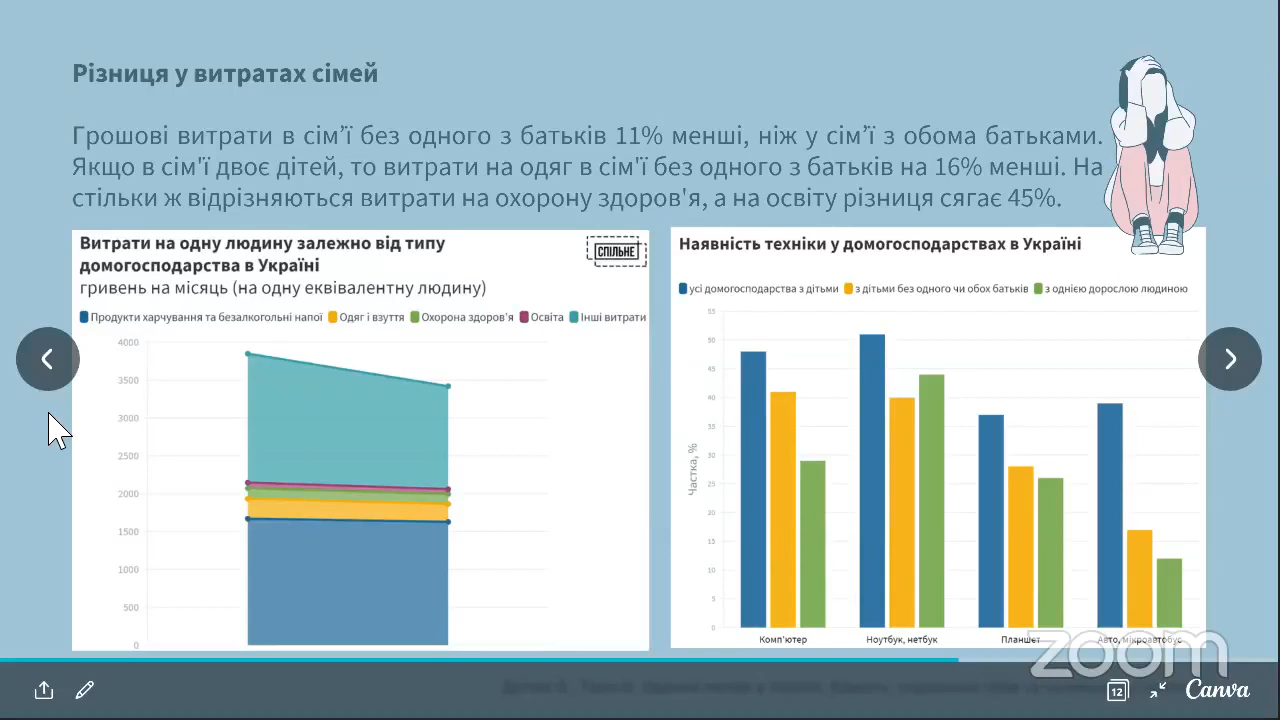 Різниця у витратах сімей
Грошові витрати в сім’ї без одного з батьків 11% менші, ніж у сім’ї з обома батьками.
Якщо в сім'ї двоє дітей, то витрати на одяг в сім'ї без одного з батьків на 16% менші. На
стільки ж відрізняються витрати на охорону здоров'я, а на освіту різниця сягає 45%.
Витрати на одну людину залежно від типу
домогосподарства в Україні
гривень на місяць (на одну еквівалентну людину)
СПІЛЬНЕ
Продукти харчування та безалкогольні напої Одяг і взуття Охорона здоров'я Освіта Інші витрати
4000
3500
3000
2500
2000
1500
1000
500
0
Наявність техніки у домогосподарствах в Україні
усі домогосподарства з дітьми з дітьми без одного чи обох батьків з однією дорослою людиною
Частка, %
55
50
45
40
35
30
25
20
15
10
5
0
Комп'ютер Ноутбук, нетбук Планшет Авто, мікроавтобус
zoom
12
Canva